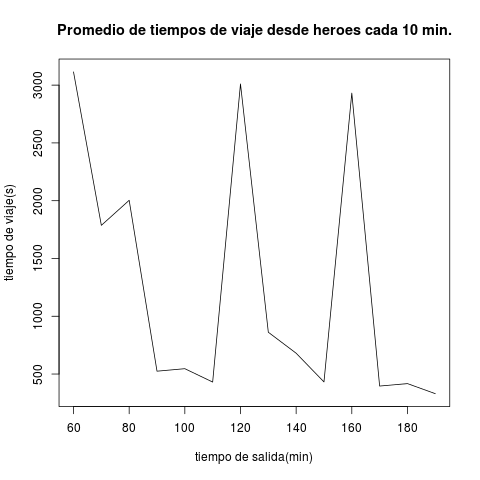 Promedio de tiempos de viaje desde heroes cada 10 min.
tiempo de viaje(s)
3000
2500
2000
1500
1000
500
60 80 100 120 140 160 180
tiempo de salida(min)